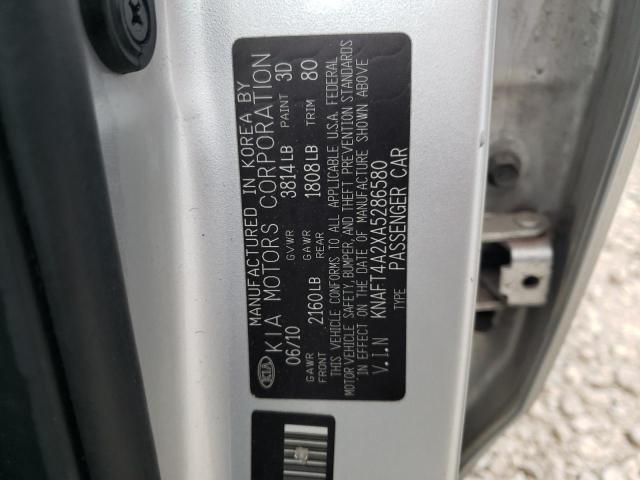 MANUFACTURED IN KOREA BY
KIA KIA MOTORS CORPORATION
06/10 GVWR 3814LB PAINT 3D
GAWR FRONT 2160LB GAWR REAR 1808LB TRIM 80
THIS VEHICLE CONFORMS TO ALL APPLICABLE U.S.A. FEDERAL
MOTOR VEHICLE SAFETY, BUMPER, AND THEFT PREVENTION STANDARDS
IN EFFECT ON THE DATE OF MANUFACTURE SHOWN ABOVE
V.I.N KNAFT4A2XA5286580
TYPE PASSENGER CAR